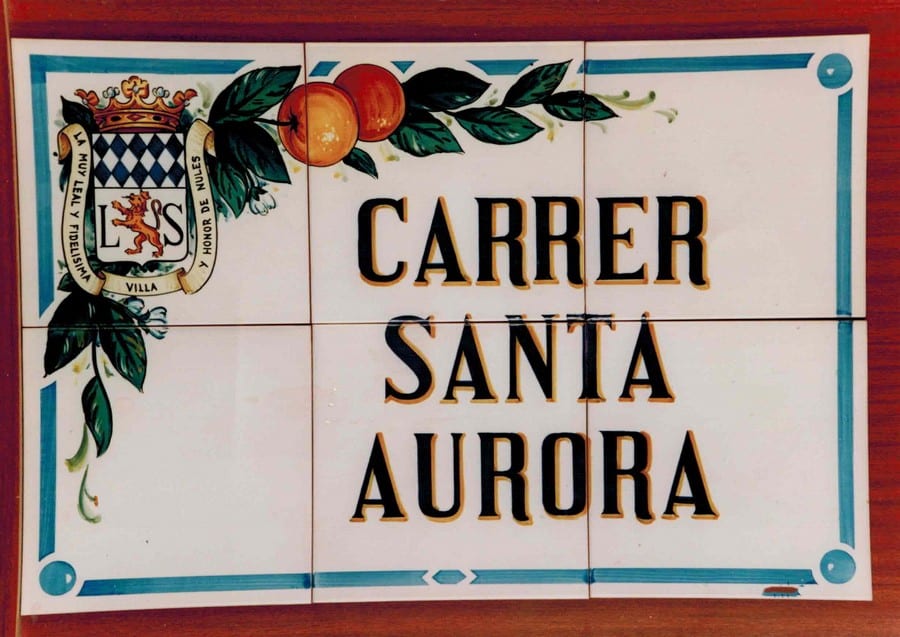 LA MUY LEAL Y FIDELISIMA
VILLA
Y HONOR DE NULES
L S
CARRER
SANTA
AURORA